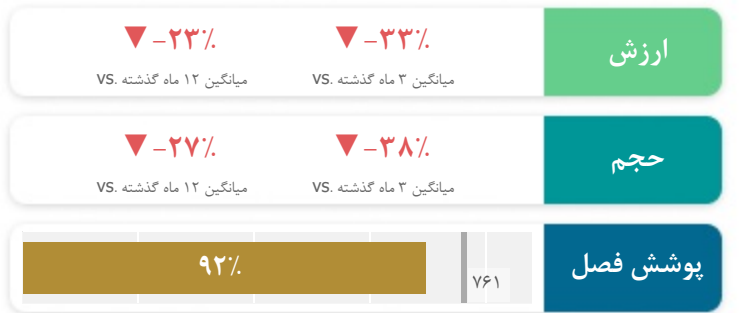 ارزش
▼ -۳۳٪ ▼ -۲۳٪
میانگین ۳ ماه گذشته .VS میانگین ۱۲ ماه گذشته .VS
حجم
▼ -۳۸٪ ▼ -۲۷٪
میانگین ۳ ماه گذشته .VS میانگین ۱۲ ماه گذشته .VS
پوشش فصل
۹۲٪
۷۶۱